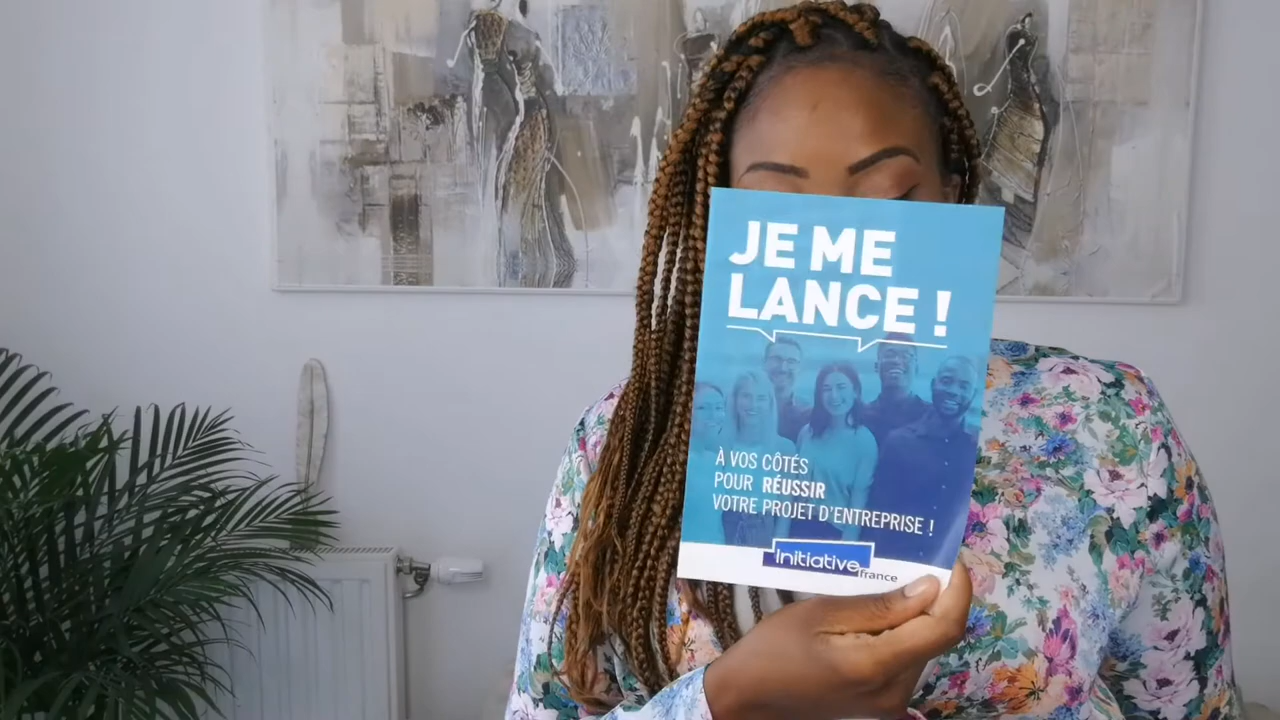 JE ME
LANCE !
À VOS CÔTÉS
POUR RÉUSSIR
VOTRE PROJET D'ENTREPRISE !
Initiative
france